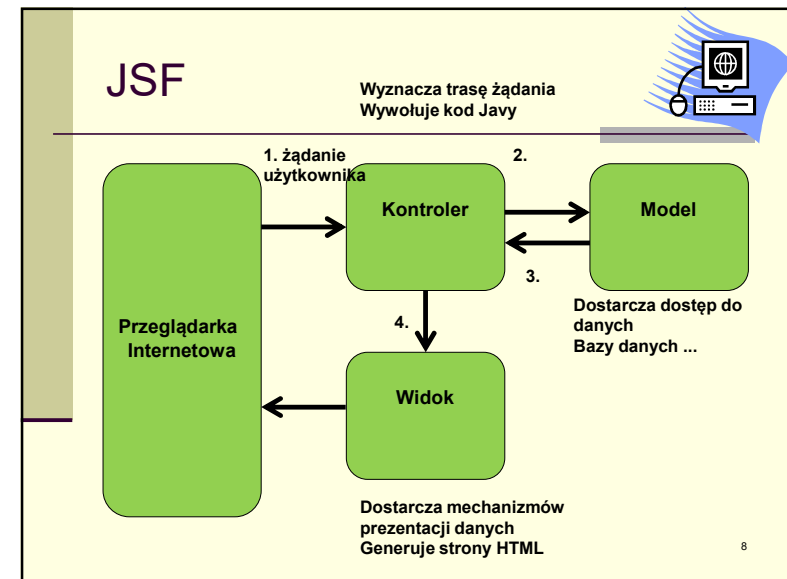 JSF
Wyznacza trasę żądania
Wywołuje kod Javy
1. żądanie
użytkownika
2.
Kontroler
Model
3.
Dostarcza dostęp do
danych
Bazy danych ...
Przeglądarka
Internetowa
4.
Widok
Dostarcza mechanizmów
prezentacji danych
Generuje strony HTML
8